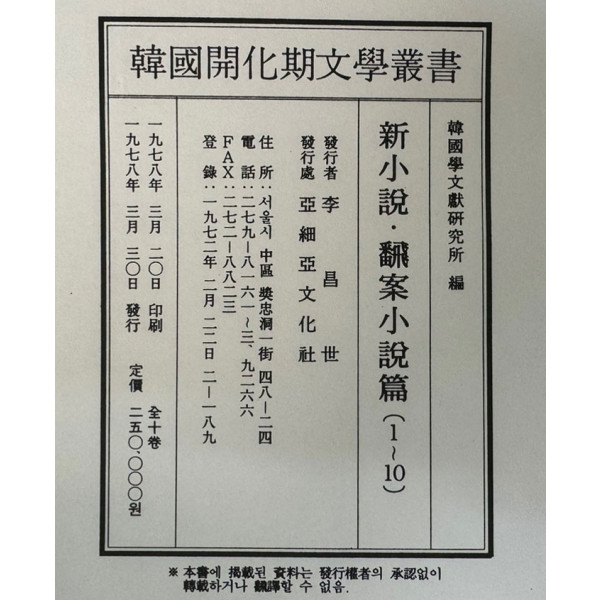 韓國開化期文學叢書
韓國學文獻硏究所 編
新小說·飜案小說篇(1~10)
發行者 李昌世
發行處 亞細亞文化社
住所:서울시 中區 奬忠洞一街 四八―二四
電話:二七九―八一六一~三、九二六六
FAX:二七二―八八二三
登錄:一九七二年 二月 二二日 二―一八九
一九七八年 三月 二〇日 印刷
一九七八年 三月 三〇日 發行
全十卷
定價 二五〇、〇〇〇원
※ 本書에 揭載된 資料는 發行權者의 承認없이
轉載하거나 飜譯할 수 없음.